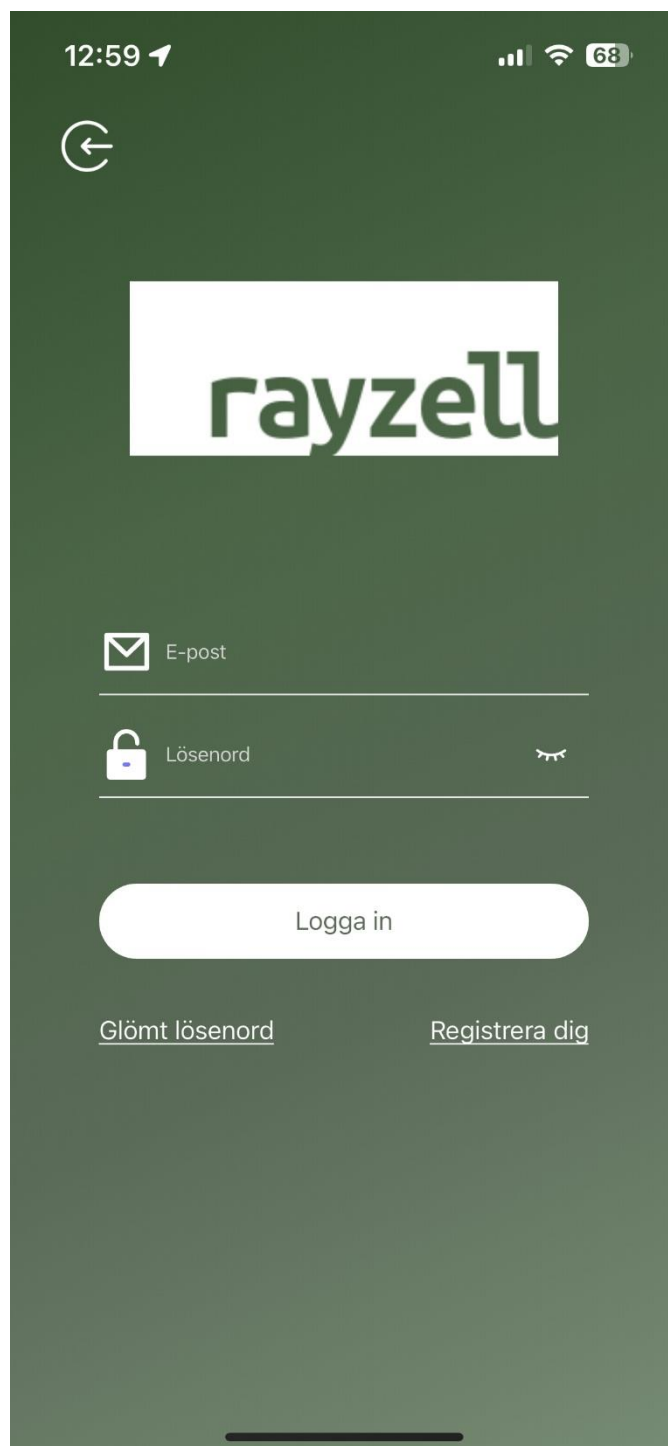 12:59
68
rayzell
E-post
Lösenord
Logga in
Glömt lösenord
Registrera dig